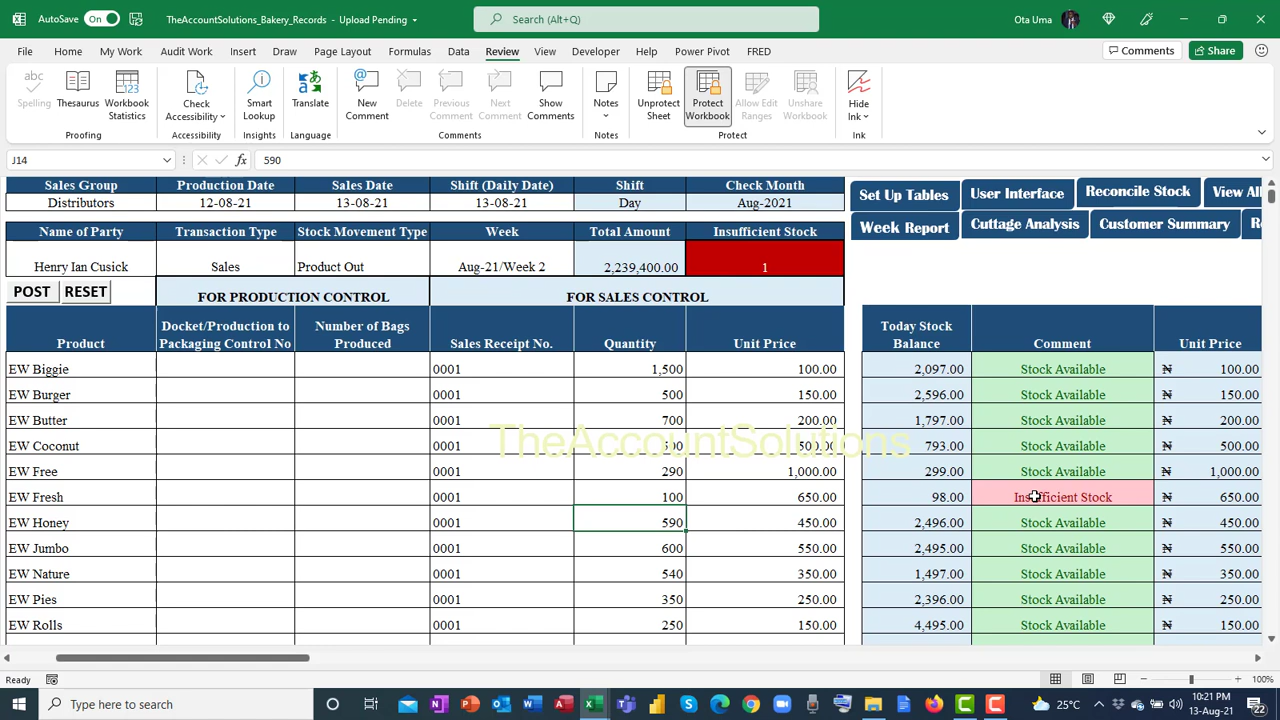 AutoSave On TheAccountSolutions_Bakery_Records - Upload Pending Search (Alt+Q) Ota Uma
File Home My Work Audit Work Insert Draw Page Layout Formulas Data Review View Developer Help Power Pivot FRED Comments Share
Spelling Thesaurus Workbook Statistics Check Accessibility Smart Lookup Translate New Comment Delete Previous Comment Next Comment Show Comments Notes Unprotect Sheet Protect Workbook Allow Edit Ranges Unshare Workbook Hide Ink
Proofing Accessibility Insights Language Comments Notes Protect Ink
J14 fx 590
Sales Group Production Date Sales Date Shift (Daily Date) Shift Check Month
Distributors 12-08-21 13-08-21 13-08-21 Day Aug-2021
Set Up Tables User Interface Reconcile Stock View All
Week Report Cuttage Analysis Customer Summary
Name of Party Transaction Type Stock Movement Type Week Total Amount Insufficient Stock
Henry Ian Cusick Sales Product Out Aug-21/Week 2 2,239,400.00 1
POST RESET FOR PRODUCTION CONTROL FOR SALES CONTROL
Product Docket/Production to Packaging Control No Number of Bags Produced Sales Receipt No. Quantity Unit Price Today Stock Balance Comment Unit Price
EW Biggie 0001 1,500 100.00 2,097.00 Stock Available ₦ 100.00
EW Burger 0001 500 150.00 2,596.00 Stock Available ₦ 150.00
EW Butter 0001 700 200.00 1,797.00 Stock Available ₦ 200.00
EW Coconut 0001 500.00 793.00 Stock Available ₦ 500.00
TheAccountSolutions
EW Free 0001 290 1,000.00 299.00 Stock Available ₦ 1,000.00
EW Fresh 0001 100 650.00 98.00 Insufficient Stock ₦ 650.00
EW Honey 0001 590 450.00 2,496.00 Stock Available ₦ 450.00
EW Jumbo 0001 600 550.00 2,495.00 Stock Available ₦ 550.00
EW Nature 0001 540 350.00 1,497.00 Stock Available ₦ 350.00
EW Pies 0001 350 250.00 2,396.00 Stock Available ₦ 250.00
EW Rolls 0001 250 150.00 4,495.00 Stock Available ₦ 150.00
Ready 100%
Type here to search 25°C 10:21 PM
13-Aug-21 22